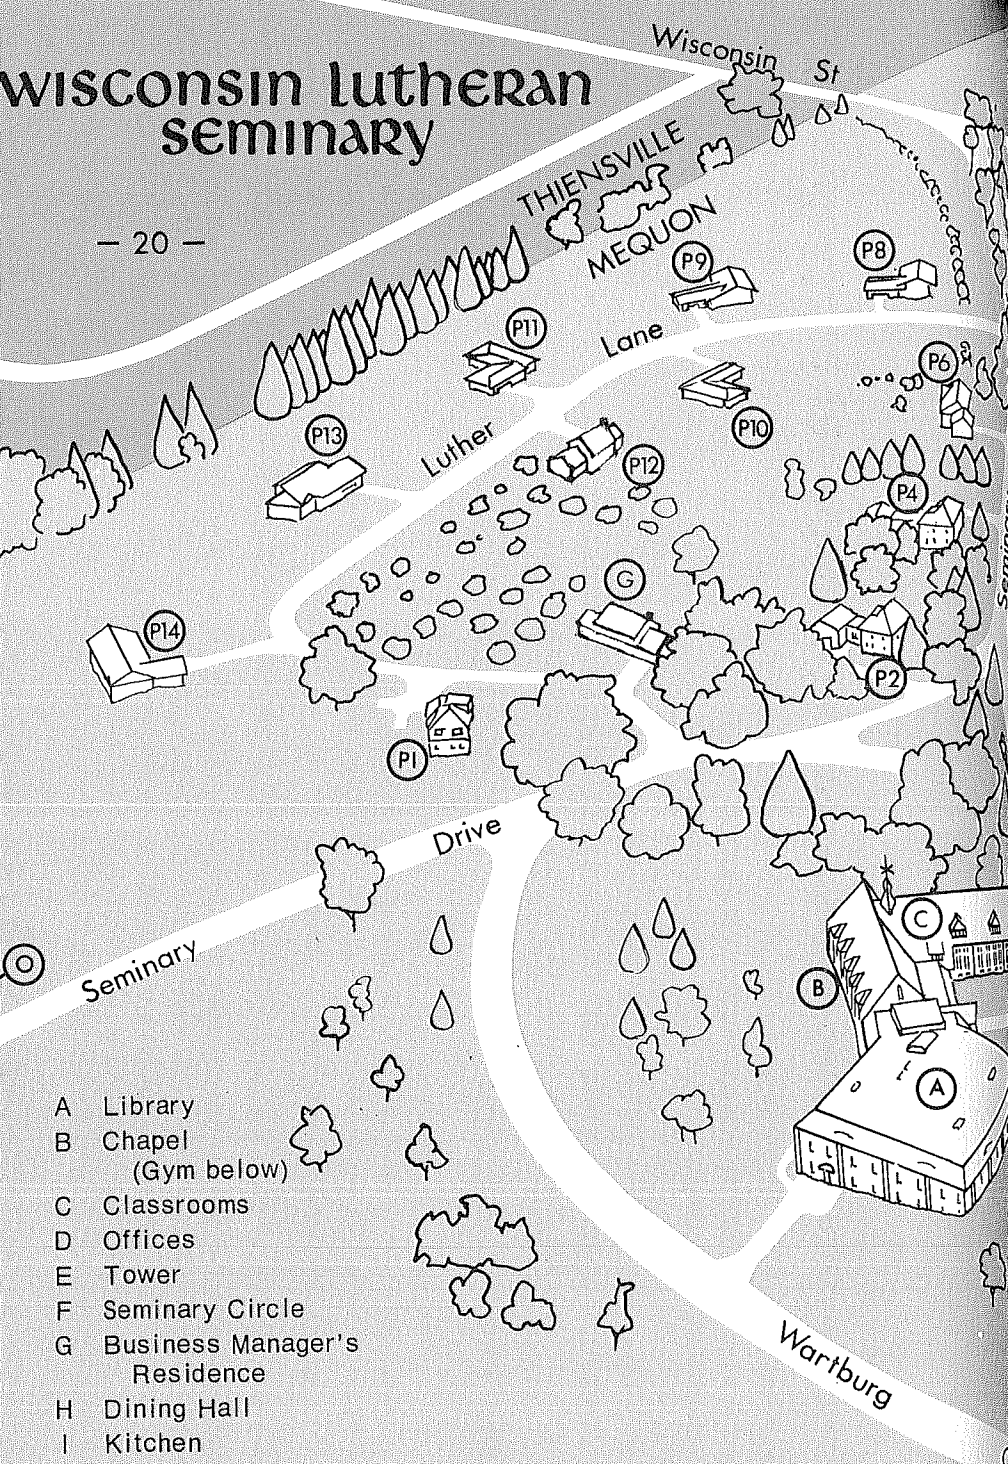 WISCONSIN LUTHERAN
SEMINARY
— 20 —
Wisconsin St
THIENSVILLE
MEQUON
P9
P8
P11
Lane
P6
P10
P13
Luther
P12
P4
G
P14
P2
P1
Drive
Seminary
O
C
B
A
A Library
B Chapel
(Gym below)
C Classrooms
D Offices
E Tower
F Seminary Circle
G Business Manager's
Residence
H Dining Hall
I Kitchen
Wartburg